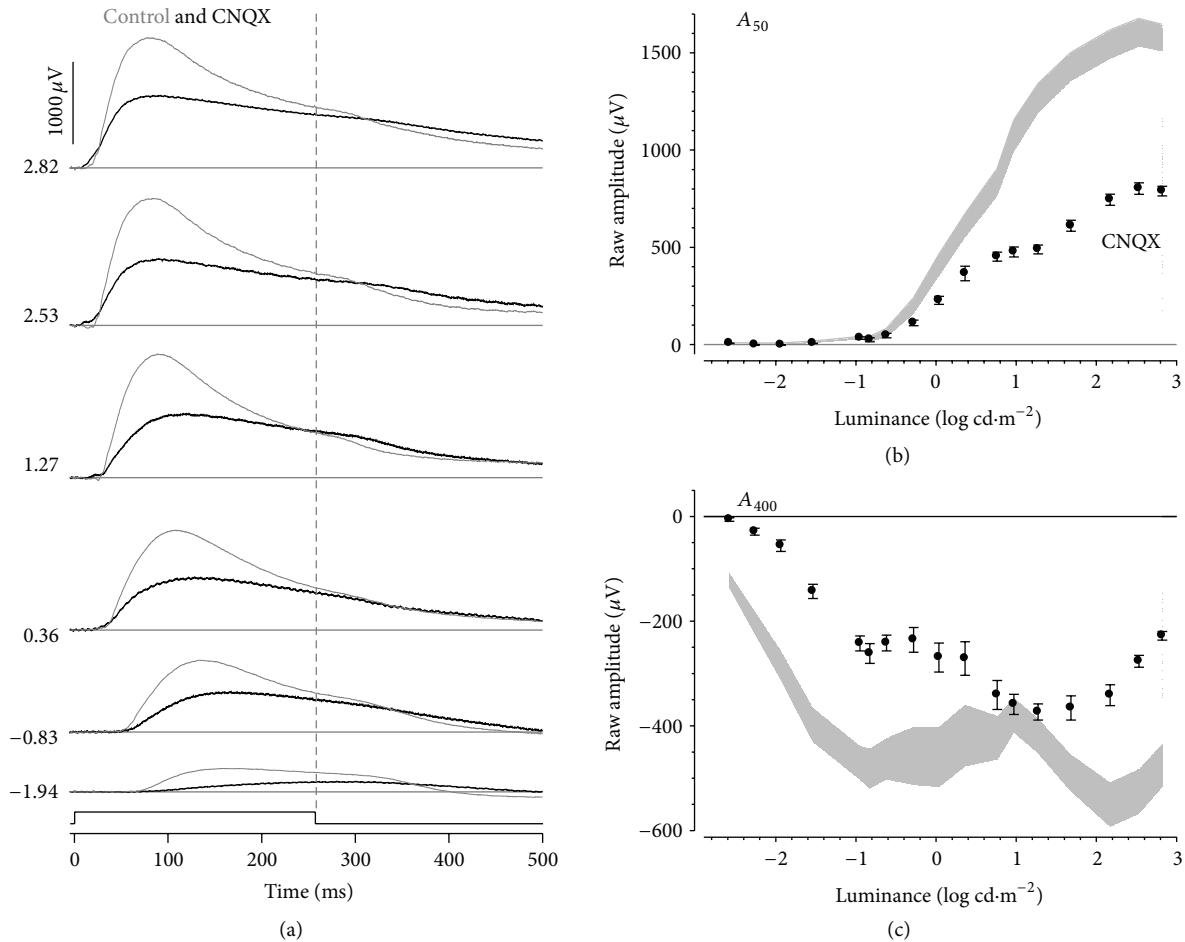 Control and CNQX
1000 μV
2.82
2.53
1.27
0.36
−0.83
−1.94
0 100 200 300 400 500
Time (ms)
(a)
A50
1500
1000
500
0
Raw amplitude (μV)
CNQX
−2 −1 0 1 2 3
Luminance (log cd·m−2)
(b)
A400
0
−200
−400
−600
Raw amplitude (μV)
−2 −1 0 1 2 3
Luminance (log cd·m−2)
(c)